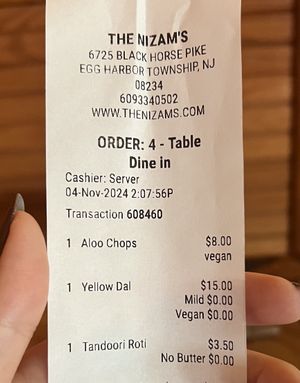 THE NIZAM'S
6725 BLACK HORSE PIKE
EGG HARBOR TOWNSHIP, NJ
08234
6093340502
WWW.THENIZAMS.COM
ORDER: 4 - Table
Dine in
Cashier: Server
04-Nov-2024 2:07:56P
Transaction 608460
1 Aloo Chops $8.00
vegan
1 Yellow Dal $15.00
Mild $0.00
Vegan $0.00
1 Tandoori Roti $3.50
No Butter $0.00